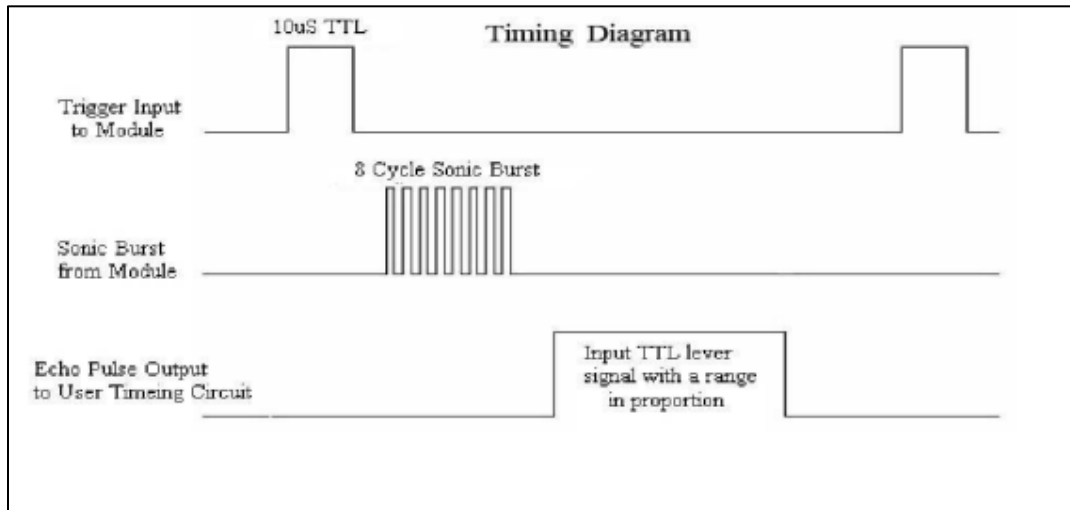 10uS TTL
Timing Diagram
Trigger Input
to Module
8 Cycle Sonic Burst
Sonic Burst
from Module
Echo Pulse Output
to User Timeing Circuit
Input TTL lever
signal with a range
in proportion